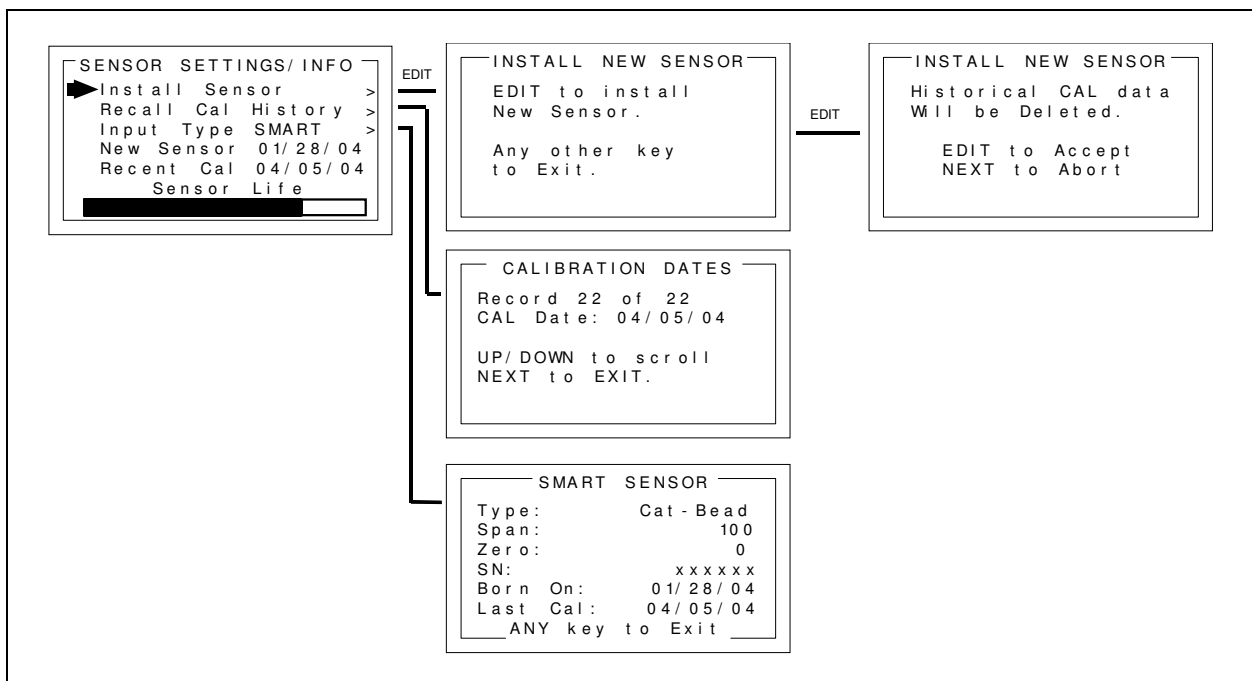 SENSOR SETTINGS/INFO
Install Sensor >
Recall Cal History >
Input Type SMART >
New Sensor 01/28/04
Recent Cal 04/05/04
Sensor Life
EDIT
INSTALL NEW SENSOR
EDIT to install
New Sensor.
Any other key
to Exit.
EDIT
INSTALL NEW SENSOR
Historical CAL data
Will be Deleted.
EDIT to Accept
NEXT to Abort
CALIBRATION DATES
Record 22 of 22
CAL Date: 04/05/04
UP/DOWN to scroll
NEXT to EXIT.
SMART SENSOR
Type: Cat-Bead
Span: 100
Zero: 0
SN: xxxxxx
Born On: 01/28/04
Last Cal: 04/05/04
ANY key to Exit